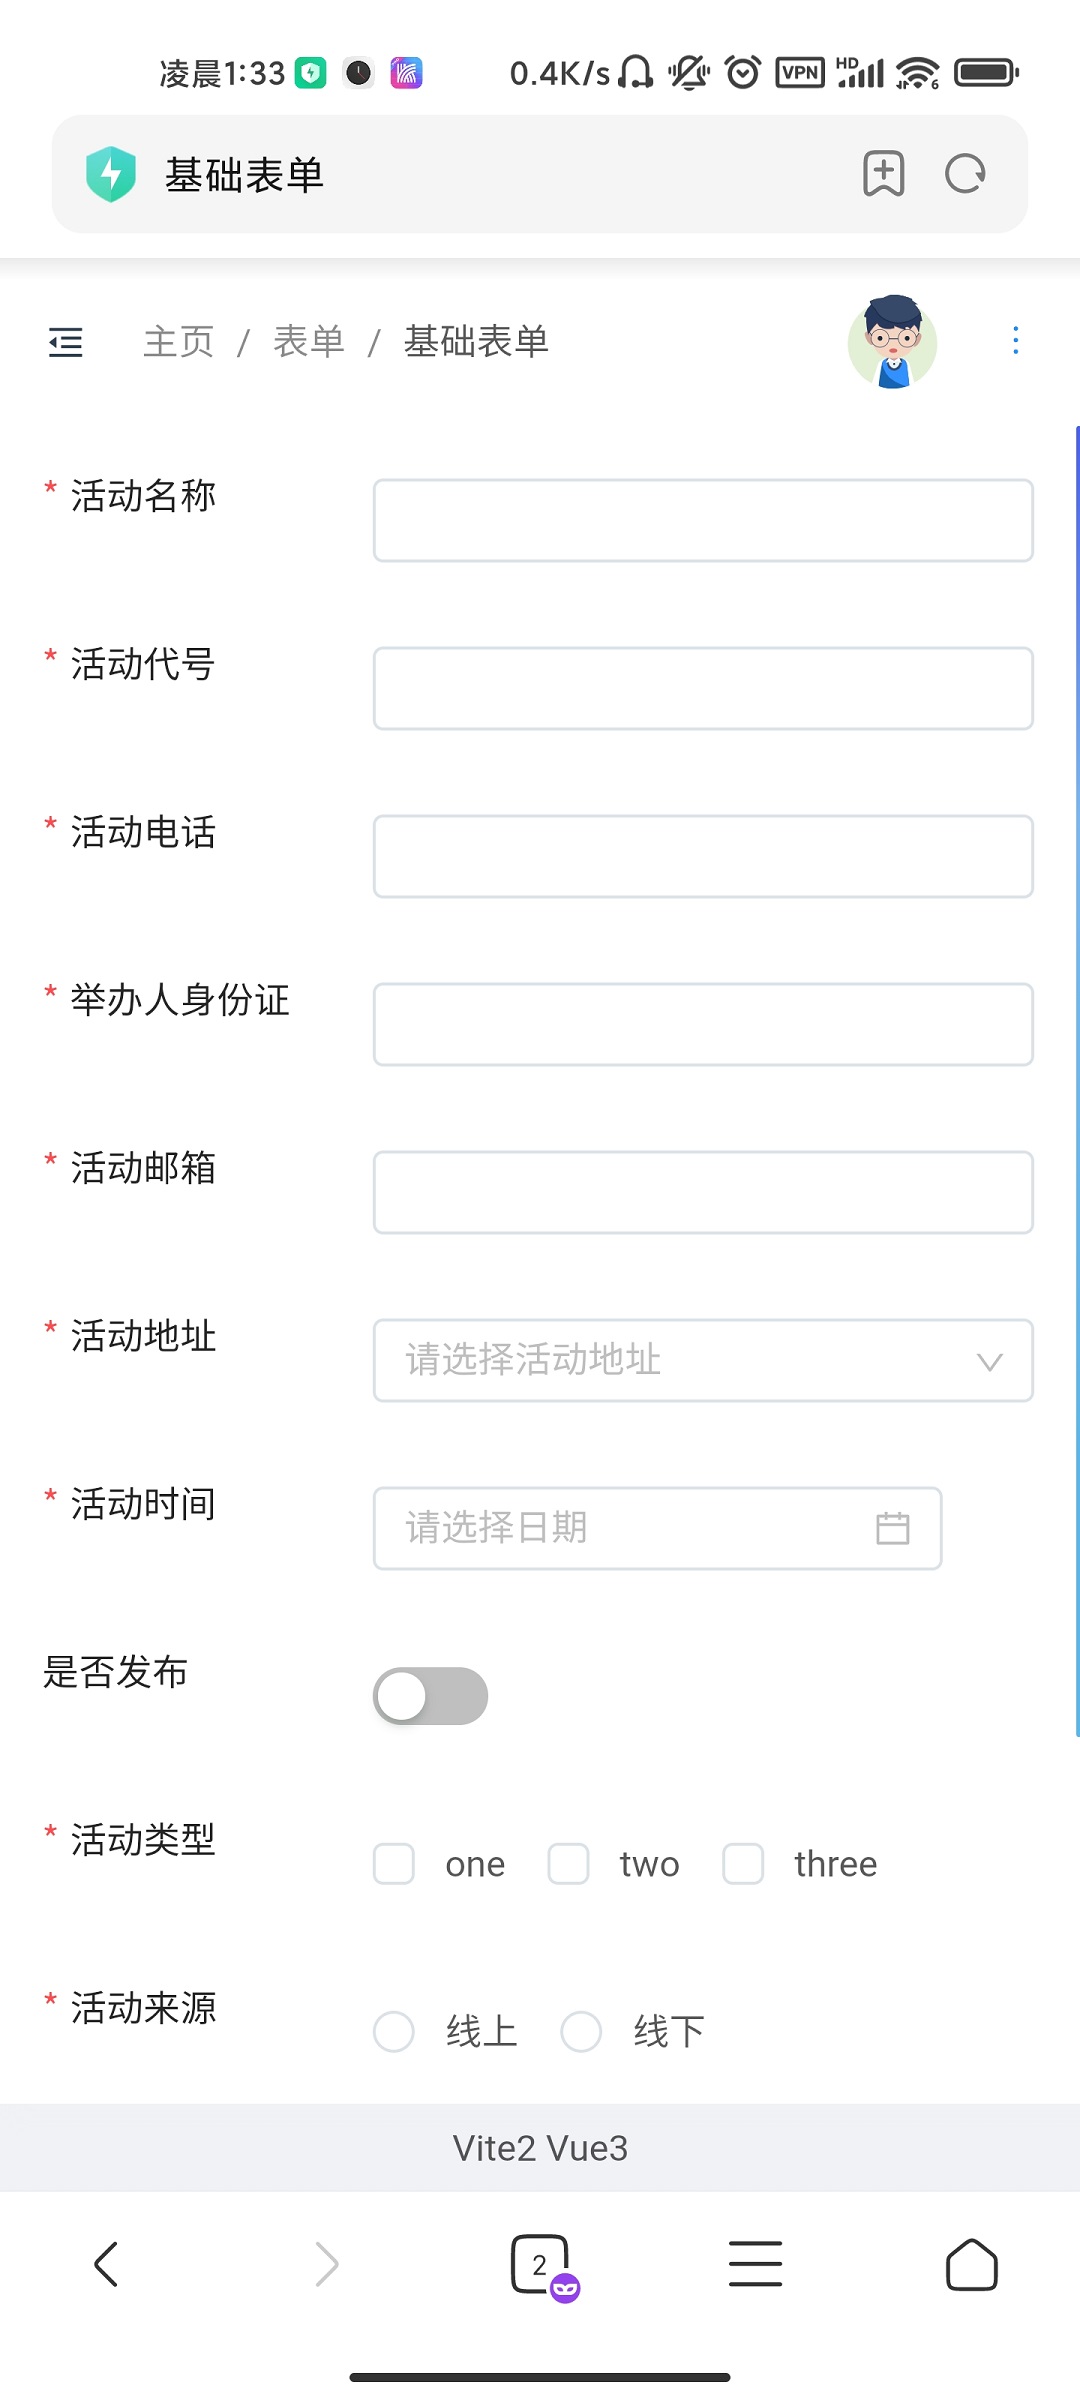 凌晨1:33 0.4K/s VPN HD 6
基础表单
主页 / 表单 / 基础表单
* 活动名称
* 活动代号
* 活动电话
* 举办人身份证
* 活动邮箱
* 活动地址 请选择活动地址
* 活动时间 请选择日期
是否发布
* 活动类型 one two three
* 活动来源 线上 线下
Vite2 Vue3
2